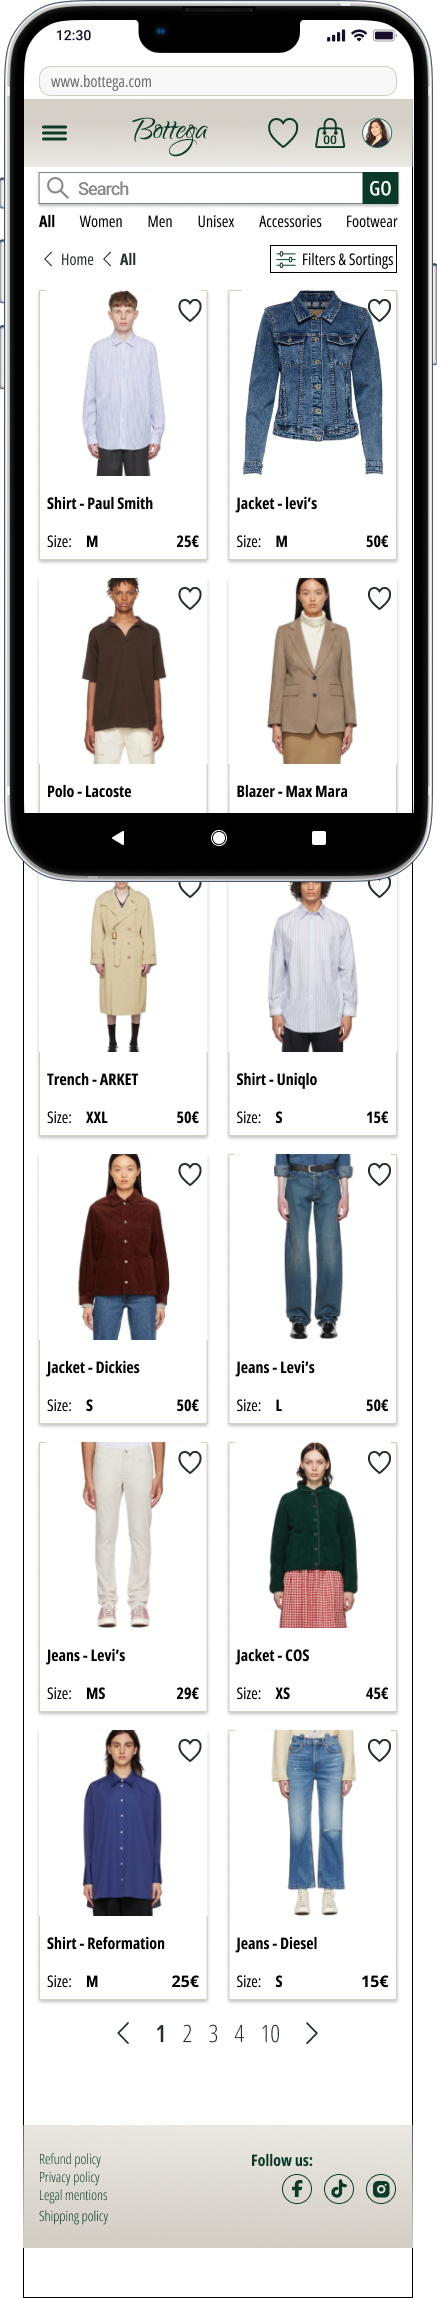 12:30
www.bottega.com
Bottega
00
Search GO
All Women Men Unisex Accessories Footwear
Home All Filters & Sortings
Shirt - Paul Smith
Size: M 25€
Jacket - levi's
Size: M 50€
Polo - Lacoste
Blazer - Max Mara
Trench - ARKET
Size: XXL 50€
Shirt - Uniqlo
Size: S 15€
Jacket - Dickies
Size: S 50€
Jeans - Levi's
Size: L 50€
Jeans - Levi's
Size: MS 29€
Jacket - COS
Size: XS 45€
Shirt - Reformation
Size: M 25€
Jeans - Diesel
Size: S 15€
1 2 3 4 10
Refund policy
Privacy policy
Legal mentions
Shipping policy
Follow us: